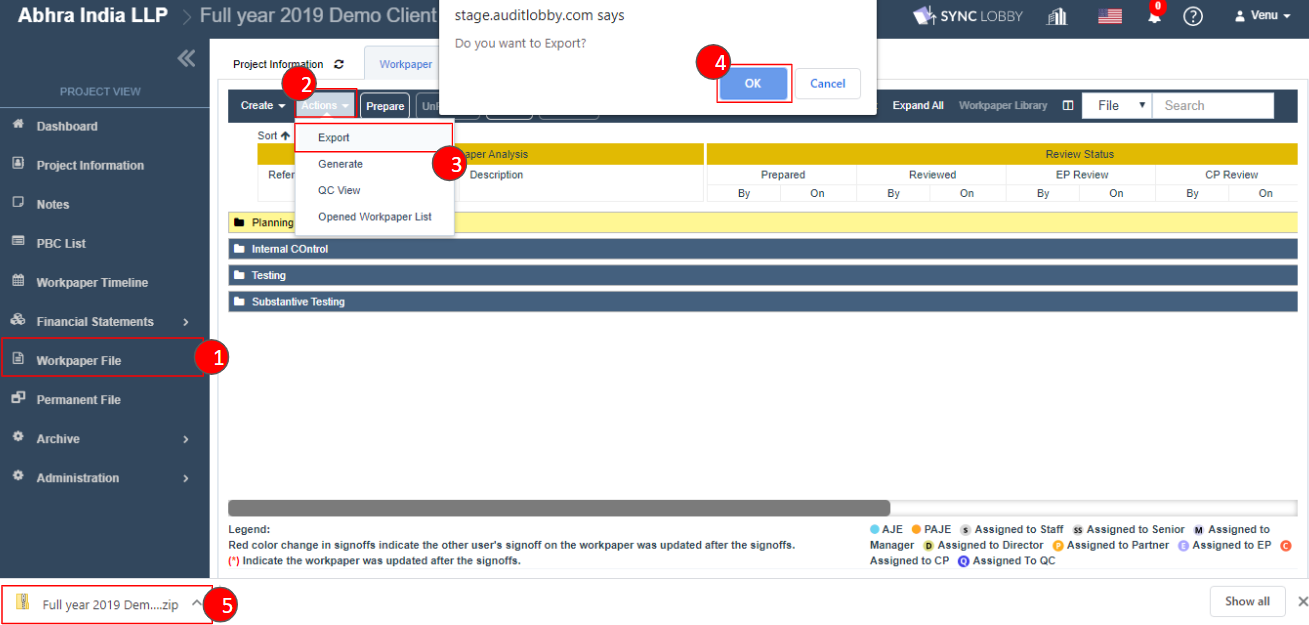 Abhra India LLP > Full year 2019 Demo Client
stage.auditlobby.com says
Do you want to Export?
4
OK
Cancel
SYNC LOBBY
0
?
Venu
PROJECT VIEW
Dashboard
Project Information
Notes
PBC List
Workpaper Timeline
Financial Statements
Workpaper File
1
Permanent File
Archive
Administration
Project Information
Workpaper
2
Create
Actions
Prepare
Expand All
Workpaper Library
File
Search
Sort
Export
3
Generate
QC View
Opened Workpaper List
aper Analysis
Review Status
Refer
Description
Prepared
Reviewed
EP Review
CP Review
By On By On By On By On
Planning
Internal COntrol
Testing
Substantive Testing
Legend:
Red color change in signoffs indicate the other user's signoff on the workpaper was updated after the signoffs.
(*) Indicate the workpaper was updated after the signoffs.
AJE PAJE S Assigned to Staff SS Assigned to Senior M Assigned to
Manager D Assigned to Director P Assigned to Partner E Assigned to EP C
Assigned to CP Q Assigned To QC
Full year 2019 Dem....zip
5
Show all